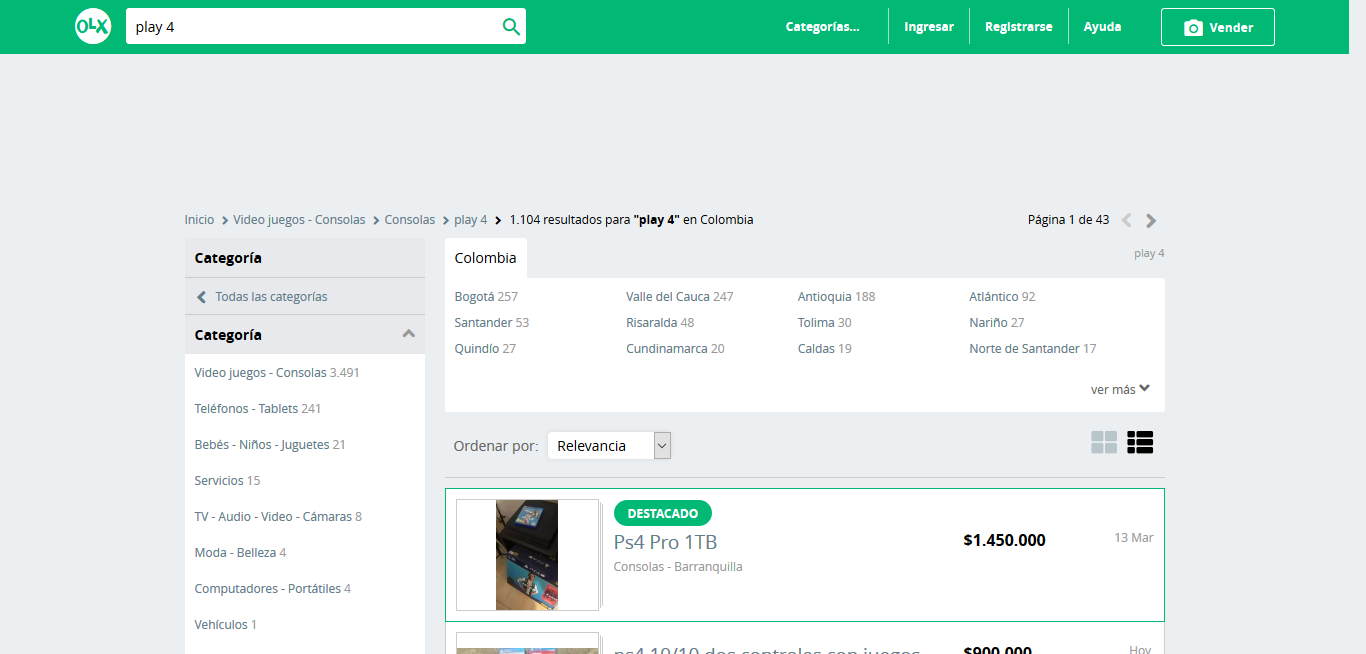 OLX play 4 Categorías... Ingresar Registrarse Ayuda Vender
Inicio Video juegos - Consolas Consolas play 4 1.104 resultados para "play 4" en Colombia Página 1 de 43
Categoría
Todas las categorías
Categoría
Video juegos - Consolas 3.491
Teléfonos - Tablets 241
Bebés - Niños - Juguetes 21
Servicios 15
TV - Audio - Video - Cámaras 8
Moda - Belleza 4
Computadores - Portátiles 4
Vehículos 1
Colombia play 4
Bogotá 257 Valle del Cauca 247 Antioquia 188 Atlántico 92
Santander 53 Risaralda 48 Tolima 30 Nariño 27
Quindío 27 Cundinamarca 20 Caldas 19 Norte de Santander 17
ver más
Ordenar por: Relevancia
DESTACADO
Ps4 Pro 1TB $1.450.000 13 Mar
Consolas - Barranquilla
ps4 10/10 dos controles con juegos $900.000 Hoy